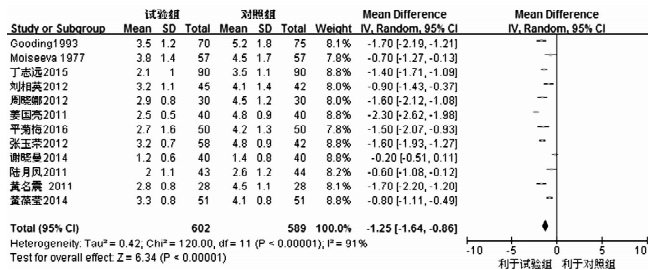 试验组 对照组 Mean Difference Mean Difference
Study or Subgroup Mean SD Total Mean SD Total Weight IV, Random, 95% CI IV, Random, 95% CI
Gooding1993 3.5 1.2 70 5.2 1.8 75 8.1% -1.70 [-2.19, -1.21]
Moiseeva 1977 3.8 1.4 57 4.5 1.7 57 7.8% -0.70 [-1.27, -0.13]
丁志远2015 2.1 1 90 3.5 1.1 90 8.8% -1.40 [-1.71, -1.09]
刘相英2012 3.2 1.1 45 4.1 1.4 42 8.0% -0.90 [-1.43, -0.37]
周晓娜2012 2.9 0.8 30 4.5 1.2 30 8.0% -1.60 [-2.12, -1.08]
姜国亮2011 2.5 0.5 40 4.8 0.9 40 8.8% -2.30 [-2.62, -1.98]
平菊梅2016 2.7 1.6 50 4.2 1.3 50 7.8% -1.50 [-2.07, -0.93]
张玉荣2012 3.2 0.7 58 4.8 0.9 42 8.8% -1.60 [-1.93, -1.27]
谢晓曼2014 1.2 0.6 40 1.4 0.8 40 8.8% -0.20 [-0.51, 0.11]
陆月凤2011 2 1.1 43 2.6 1.2 44 8.2% -0.60 [-1.08, -0.12]
黄名震 2011 2.8 0.8 28 4.5 1.1 28 8.1% -1.70 [-2.20, -1.20]
黄葆莹2014 3.3 0.8 51 4.1 0.8 51 8.8% -0.80 [-1.11, -0.49]
Total (95% CI) 602 589 100.0% -1.25 [-1.64, -0.86]
Heterogeneity: Tau² = 0.42; Chi² = 120.00, df = 11 (P < 0.00001); I² = 91%
Test for overall effect: Z = 6.34 (P < 0.00001)
-10 -5 0 5 10
利于试验组 利于对照组